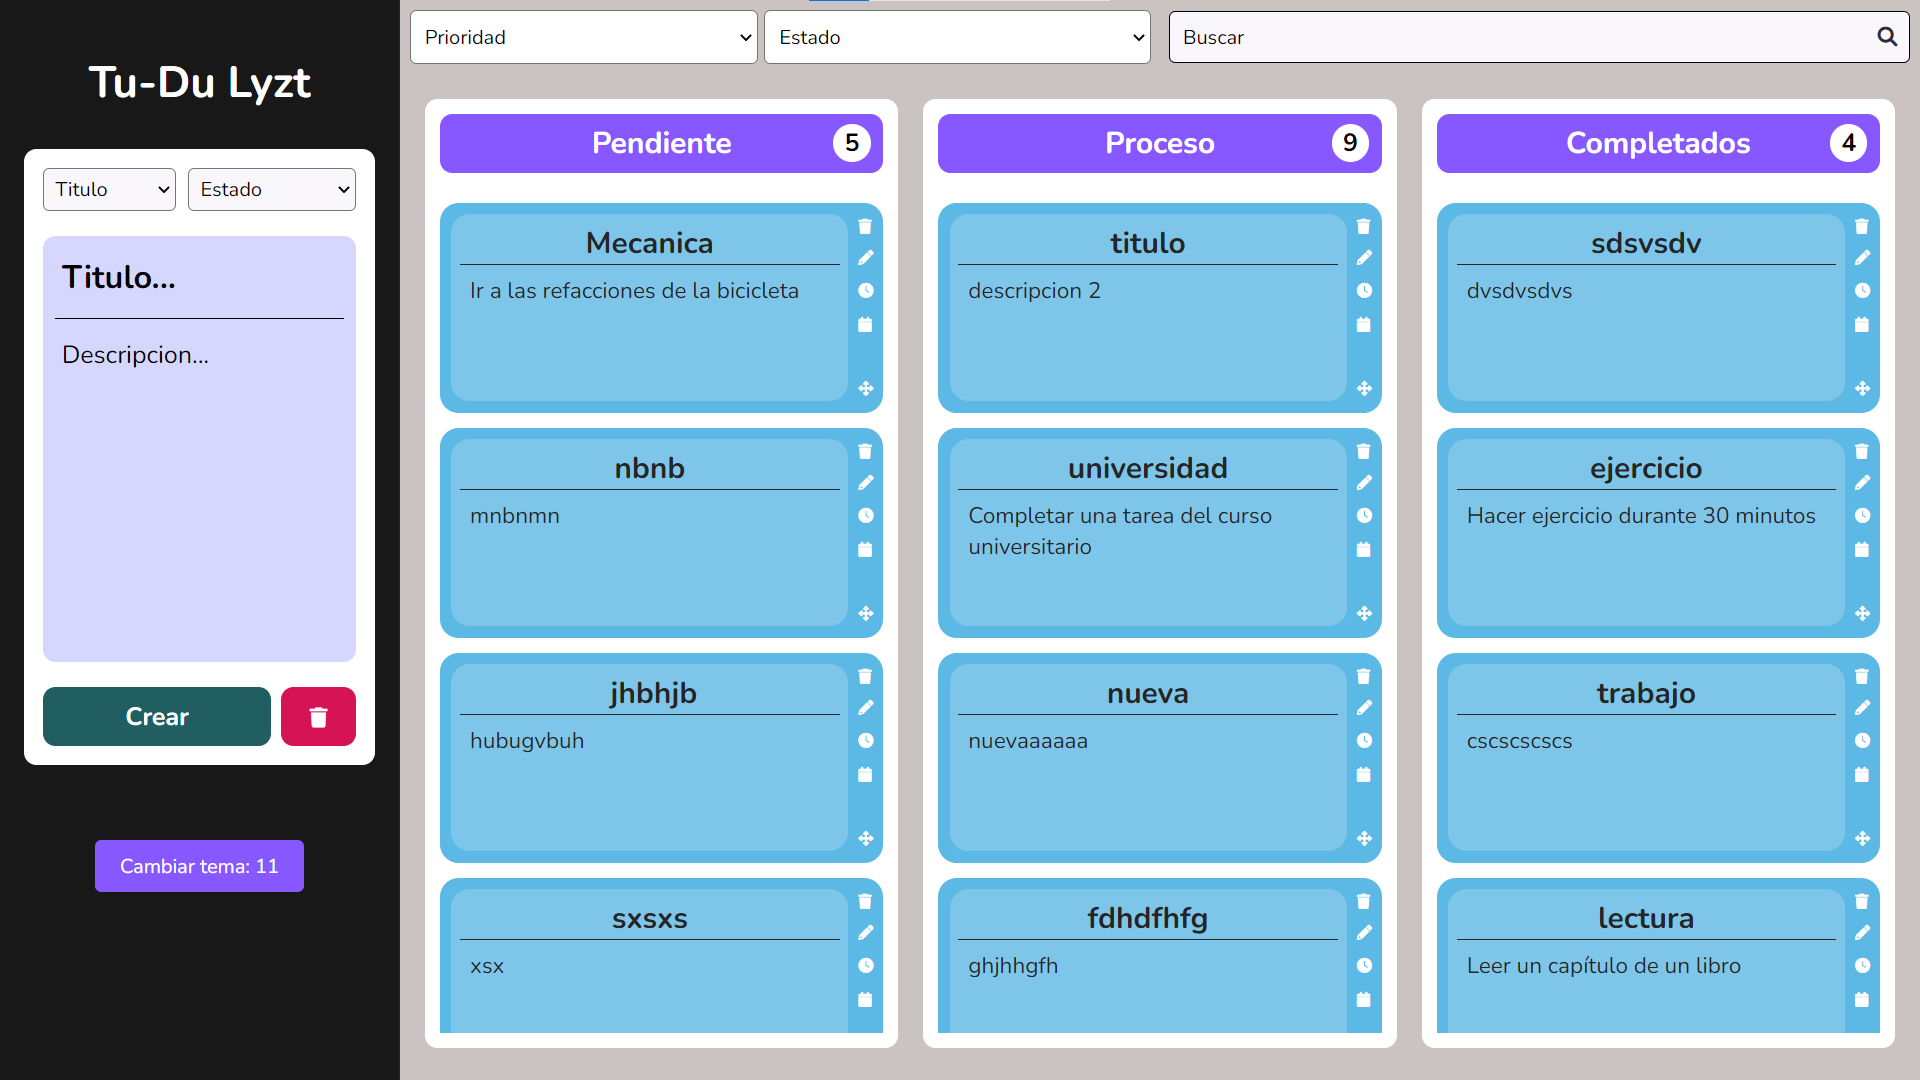 Tu-Du Lyzt
Titulo
Estado
Titulo...
Descripcion...
Crear
Cambiar tema: 11
Prioridad
Estado
Buscar
Pendiente
5
Mecanica
Ir a las refacciones de la bicicleta
nbnb
mnbnmn
jhbhjb
hubugvbuh
sxsxs
xsx
Proceso
9
titulo
descripcion 2
universidad
Completar una tarea del curso
universitario
nueva
nuevaaaaaa
fdhdfhfg
ghjhhgfh
Completados
4
sdsvsdv
dvsdvsdvs
ejercicio
Hacer ejercicio durante 30 minutos
trabajo
cscscscscs
lectura
Leer un capítulo de un libro